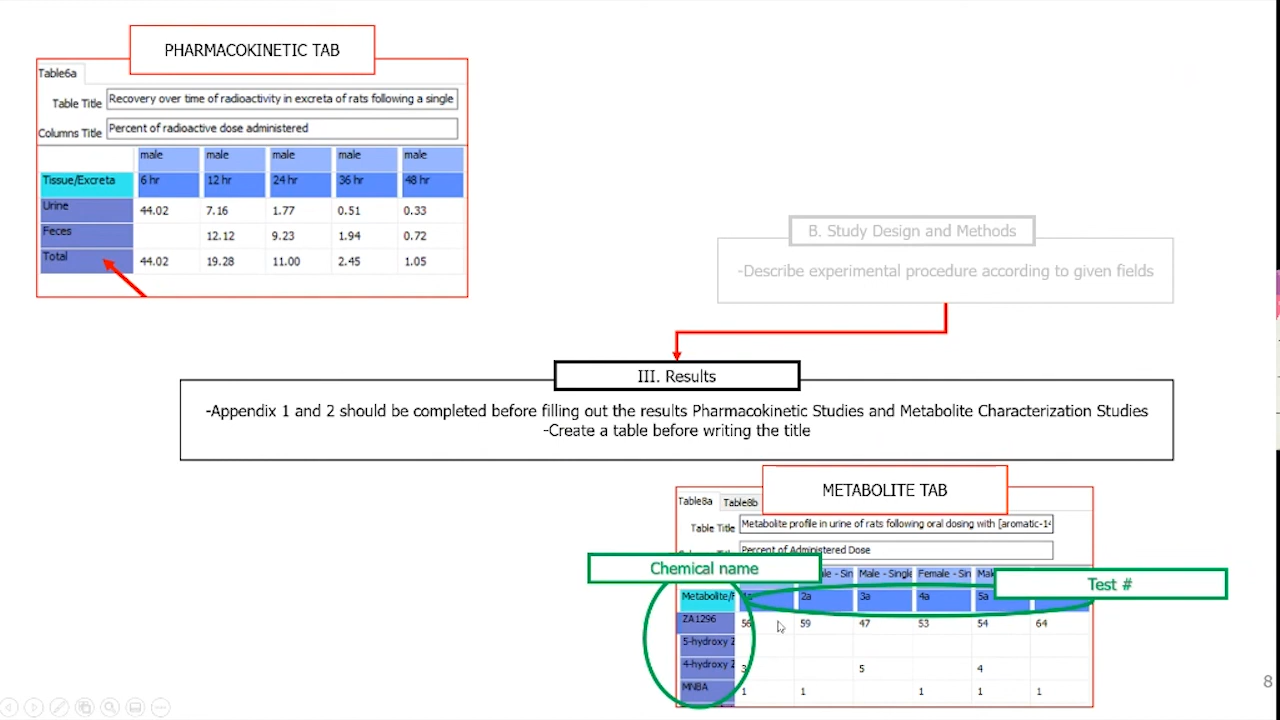 PHARMACOKINETIC TAB
Table6a
Table Title Recovery over time of radioactivity in excreta of rats following a single
Columns Title Percent of radioactive dose administered
male male male male male
Tissue/Excreta 6 hr 12 hr 24 hr 36 hr 48 hr
Urine 44.02 7.16 1.77 0.51 0.33
Feces 12.12 9.23 1.94 0.72
Total 44.02 19.28 11.00 2.45 1.05
B. Study Design and Methods
-Describe experimental procedure according to given fields
III. Results
-Appendix 1 and 2 should be completed before filling out the results Pharmacokinetic Studies and Metabolite Characterization Studies
-Create a table before writing the title
METABOLITE TAB
Table8a Table8b
Table Title Metabolite profile in urine of rats following oral dosing with [aromatic-14
Percent of Administered Dose
Chemical name
Male - Single Female - Sin
Test #
Metabolite/ 2a 3a 4a 5a
ZA1296 56 59 47 53 54 64
5-hydroxy
4-hydroxy 3 5 4
MNBA 1 1 1 1 1
8